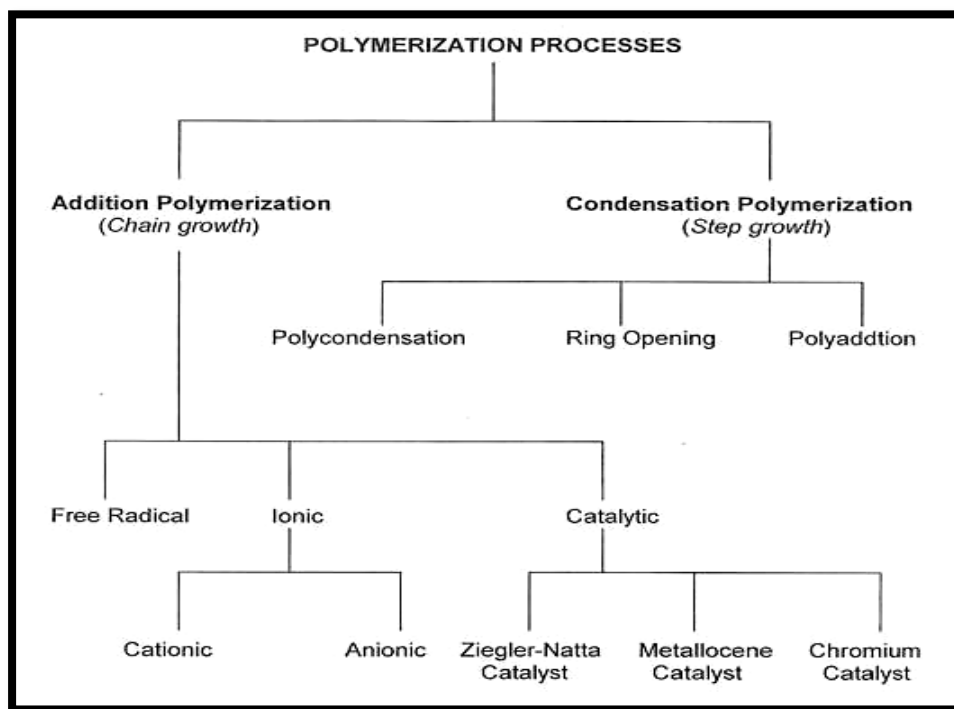 POLYMERIZATION PROCESSES
Addition Polymerization
(Chain growth)
Condensation Polymerization
(Step growth)
Polycondensation
Ring Opening
Polyaddtion
Free Radical
Ionic
Catalytic
Cationic
Anionic
Ziegler-Natta
Catalyst
Metallocene
Catalyst
Chromium
Catalyst